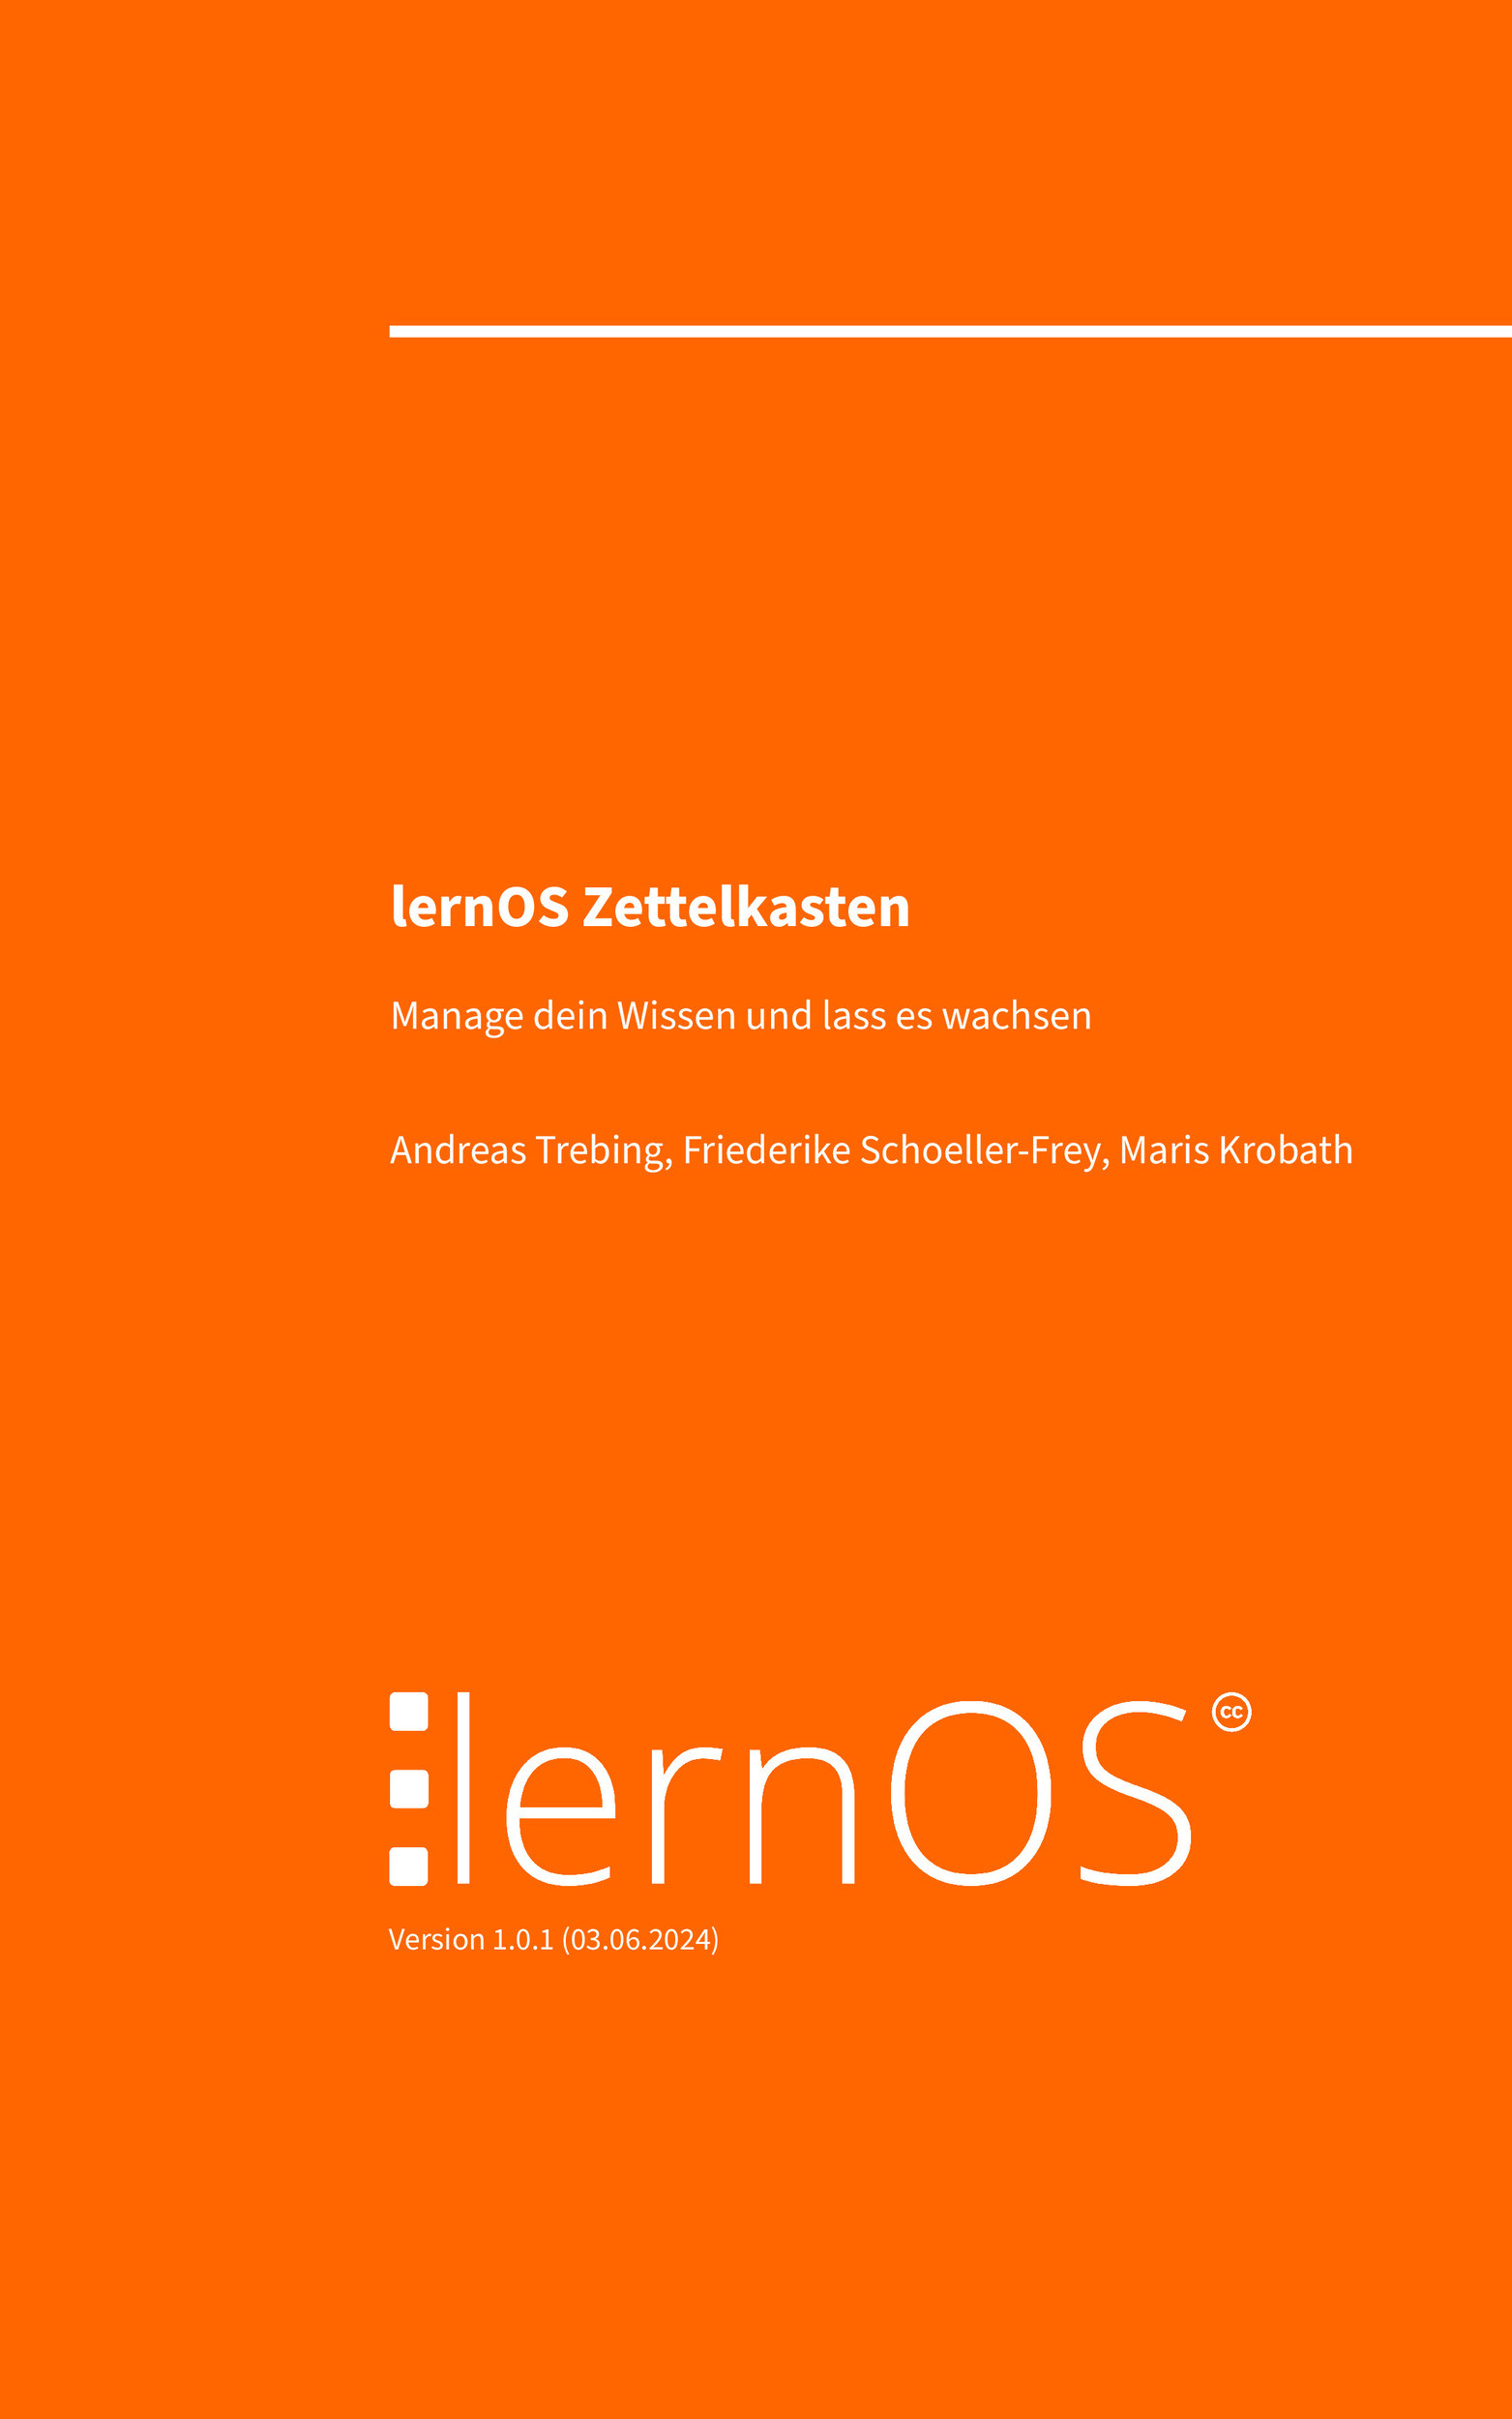 lernOS Zettelkasten
Manage dein Wissen und lass es wachsen
Andreas Trebing, Friederike Schoeller-Frey, Maris Krobath
lernOS cc
Version 1.0.1 (03.06.2024)